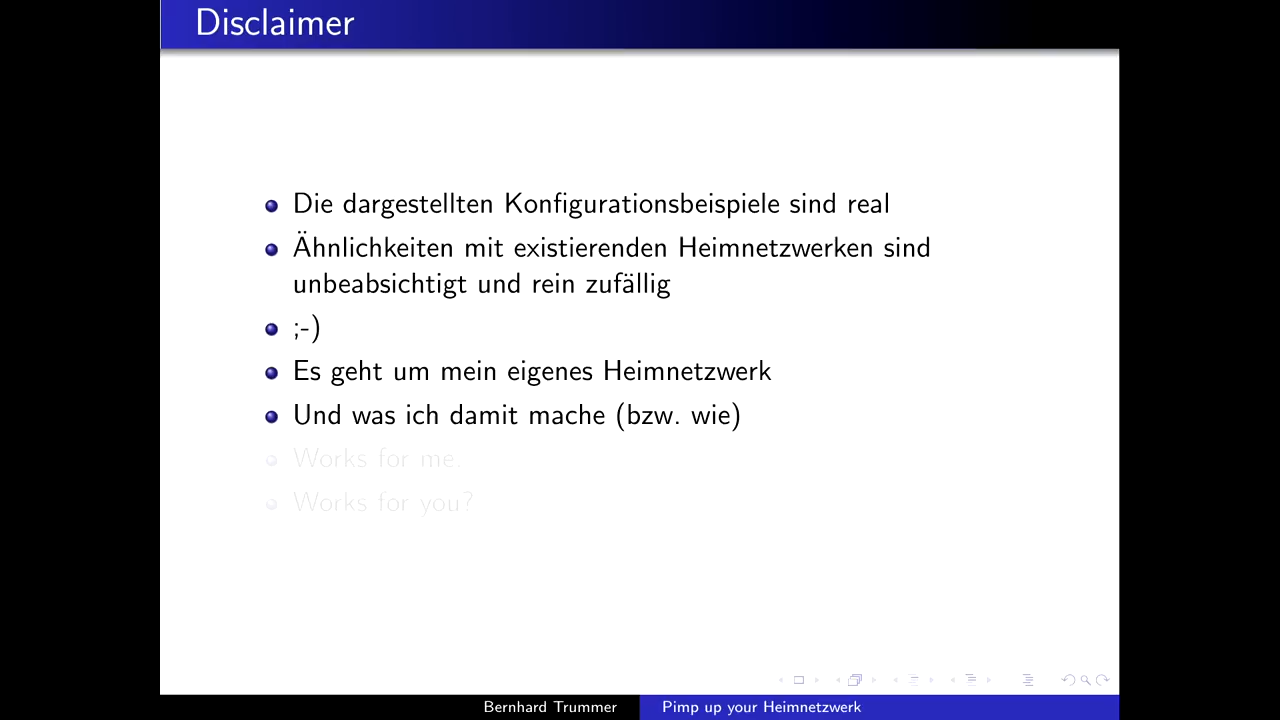 Disclaimer
Die dargestellten Konfigurationsbeispiele sind real
Ähnlichkeiten mit existierenden Heimnetzwerken sind
unbeabsichtigt und rein zufällig
;-)
Es geht um mein eigenes Heimnetzwerk
Und was ich damit mache (bzw. wie)
Works for me.
Works for you?
Bernhard Trummer
Pimp up your Heimnetzwerk